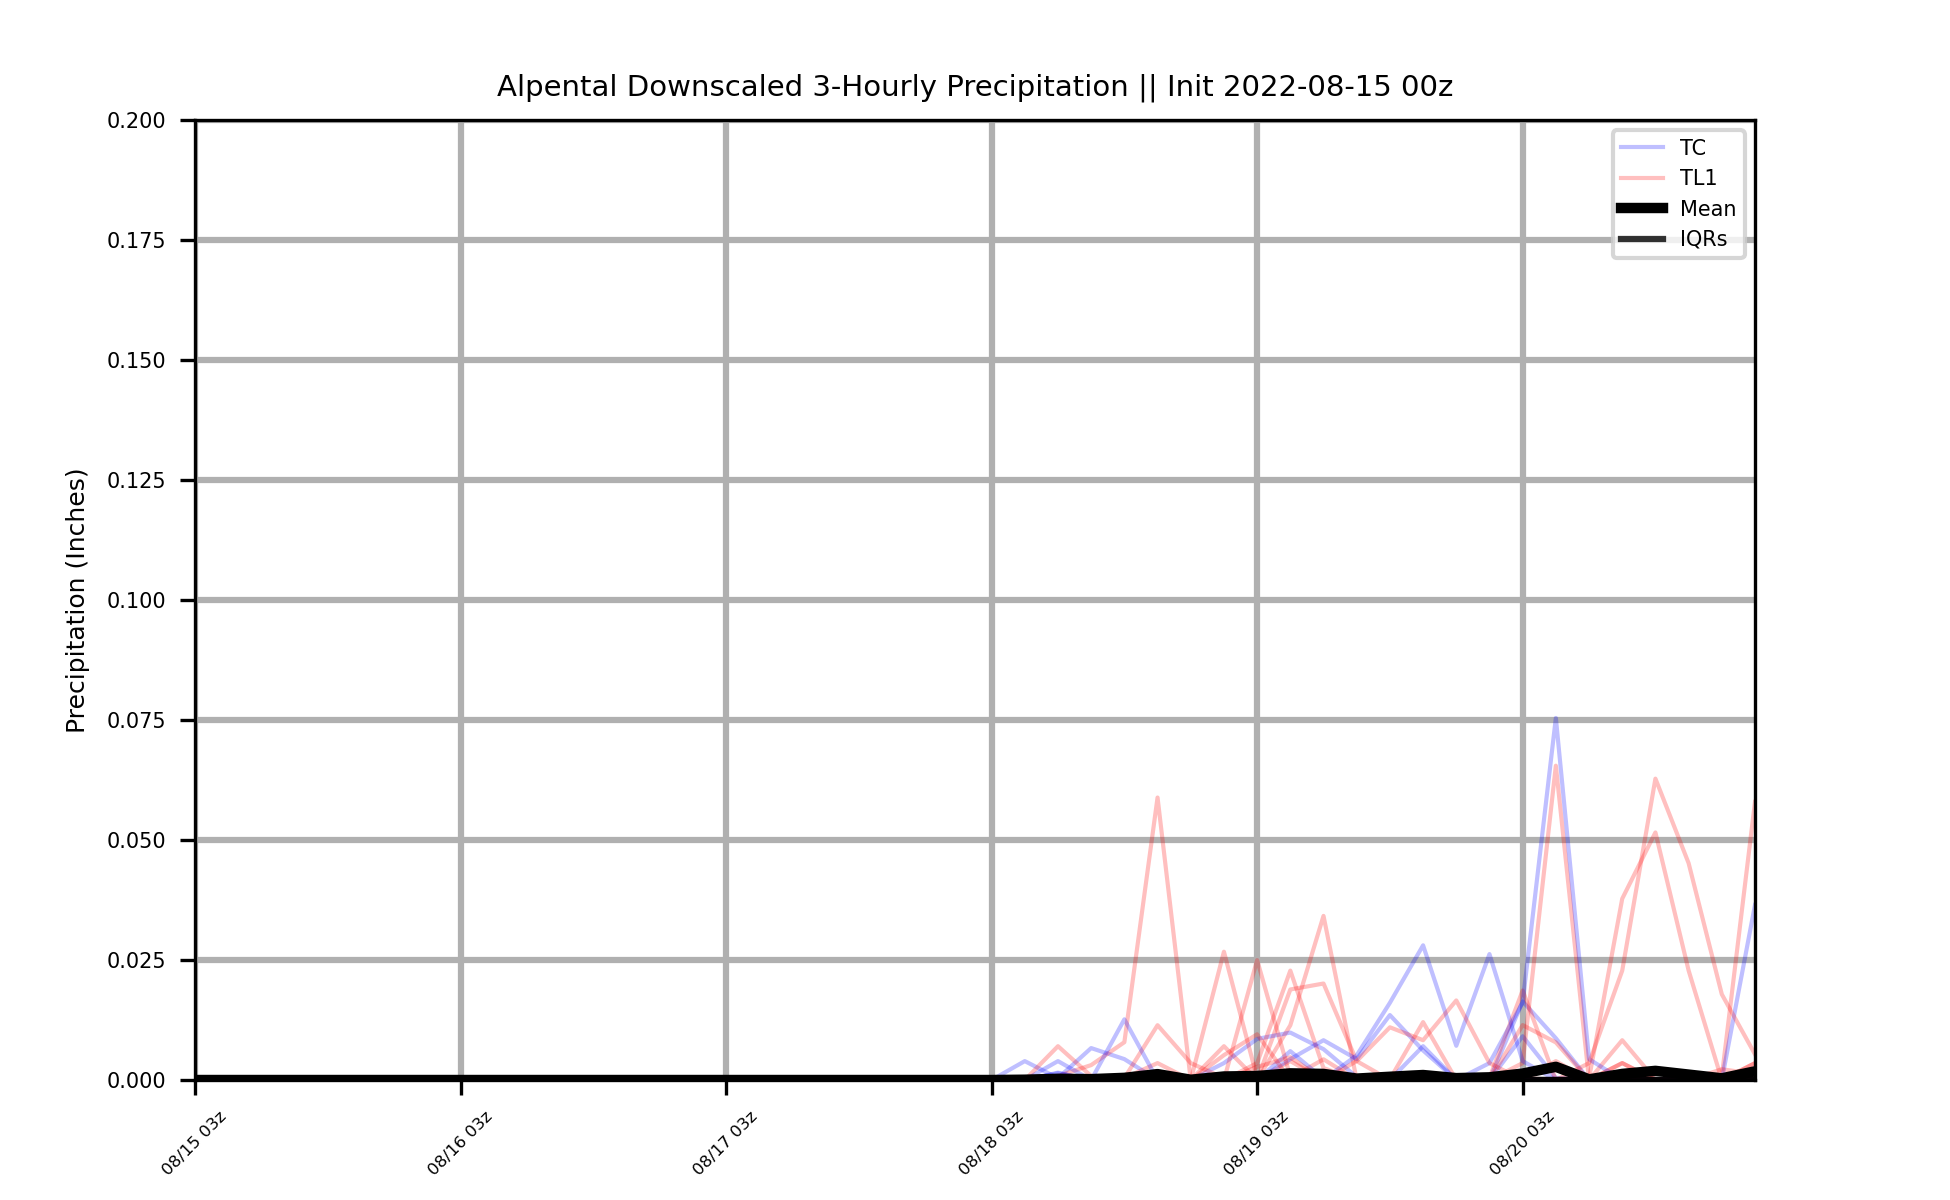 Alpental Downscaled 3-Hourly Precipitation || Init 2022-08-15 00z
TC
TL1
Mean
IQRs
Precipitation (Inches)
0.200
0.175
0.150
0.125
0.100
0.075
0.050
0.025
0.000
08/15 03z
08/16 03z
08/17 03z
08/18 03z
08/19 03z
08/20 03z